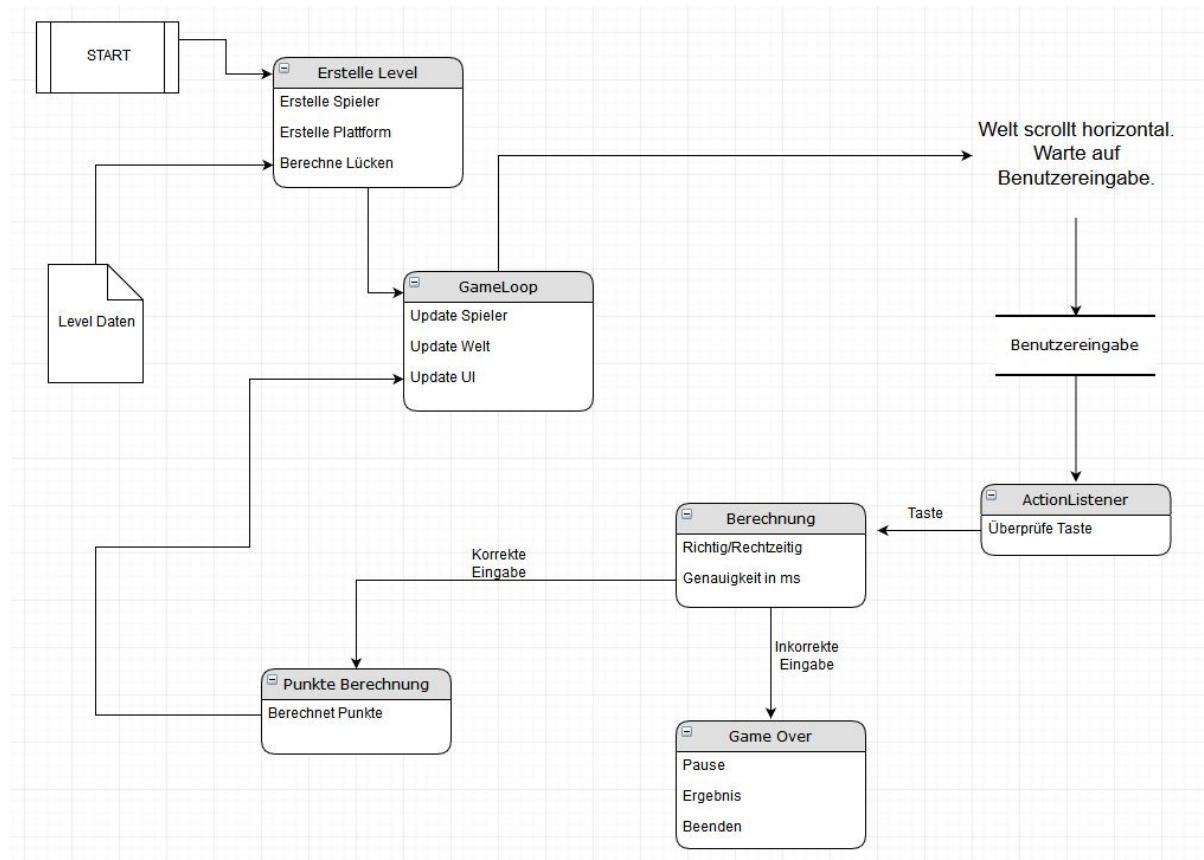 START
Erstelle Level
Erstelle Spieler
Erstelle Plattform
Berechne Lücken
Welt scrollt horizontal.
Warte auf
Benutzereingabe.
Level Daten
GameLoop
Update Spieler
Update Welt
Update UI
Benutzereingabe
ActionListener
Überprüfe Taste
Taste
Berechnung
Richtig/Rechtzeitig
Genauigkeit in ms
Korrekte
Eingabe
Inkorrekte
Eingabe
Punkte Berechnung
Berechnet Punkte
Game Over
Pause
Ergebnis
Beenden